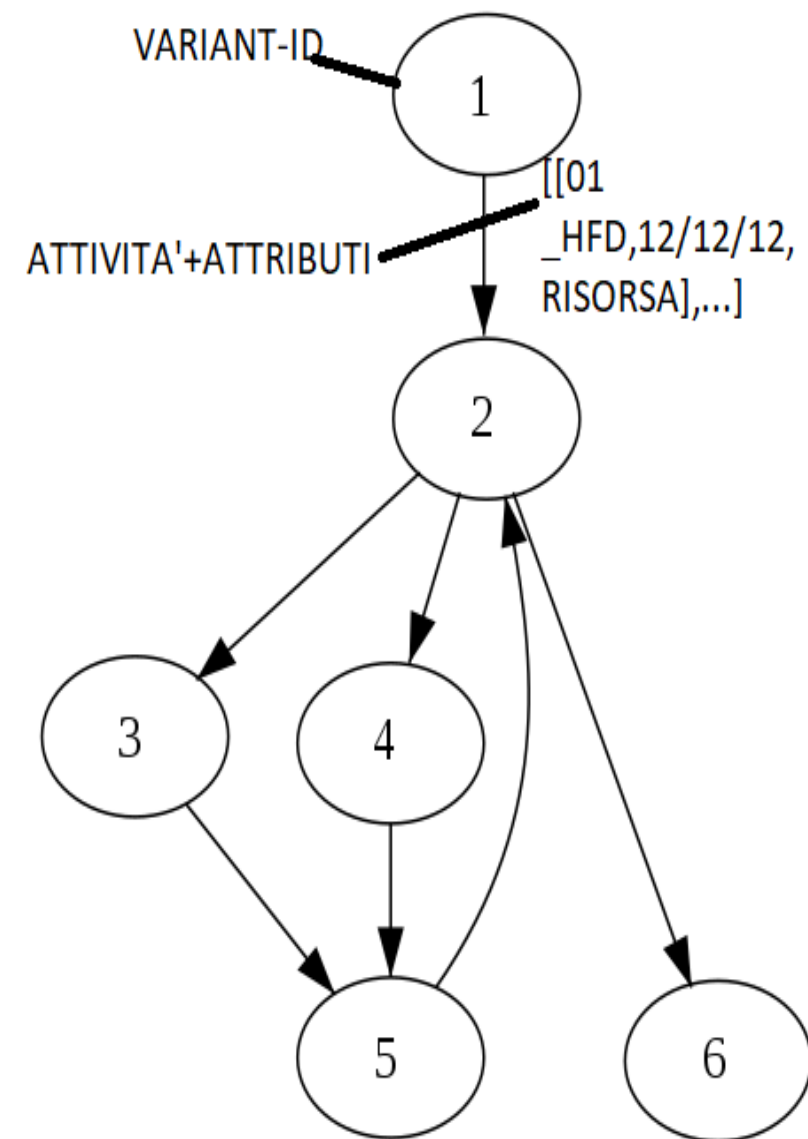 VARIANT-ID
1
[[01
_HFD,12/12/12,
ATTIVITA'+ATTRIBUTI
RISORSA],...]
2
3
4
5
6